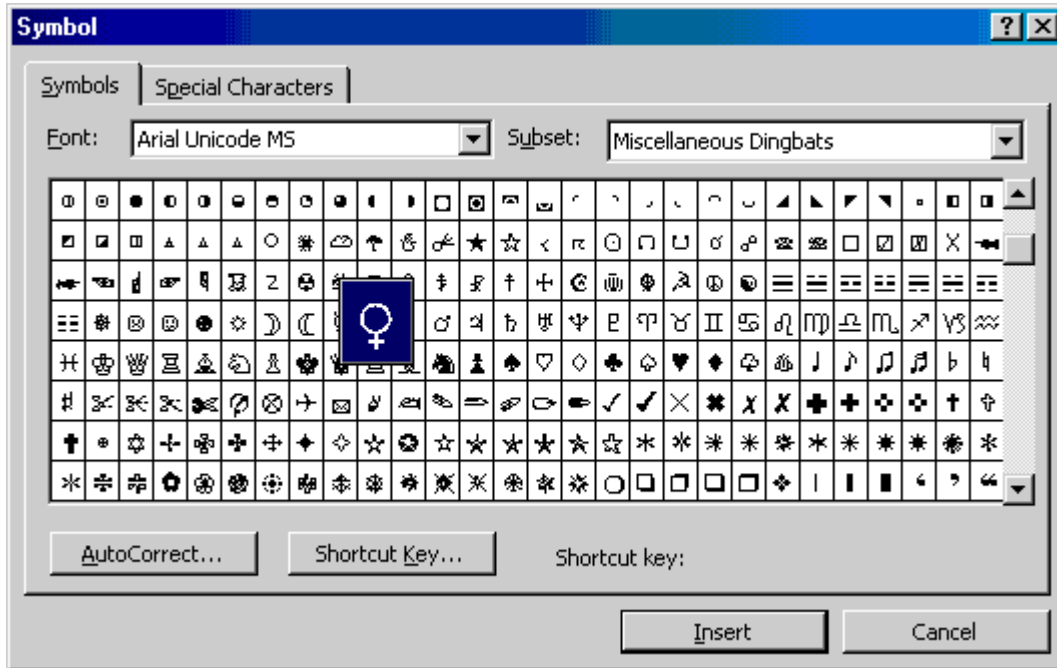 Symbol
Symbols Special Characters
Font: Arial Unicode MS Subset: Miscellaneous Dingbats
♀
AutoCorrect... Shortcut Key... Shortcut key:
Insert Cancel